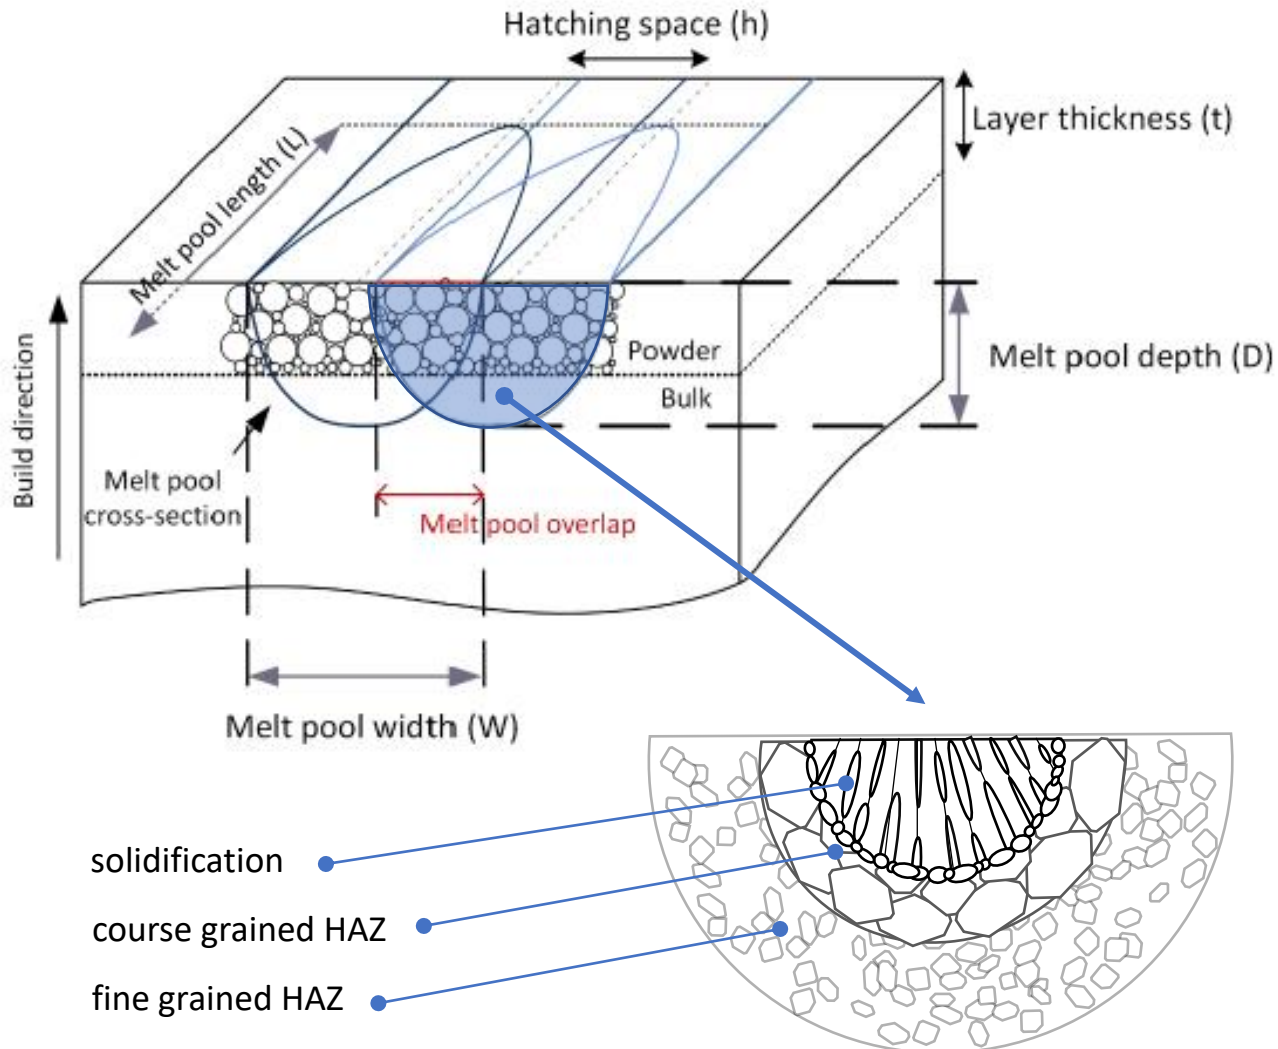 Hatching space (h)
Layer thickness (t)
Melt pool length (L)
Build direction
Powder
Bulk
Melt pool depth (D)
Melt pool
cross-section
Melt pool overlap
Melt pool width (W)
solidification
course grained HAZ
fine grained HAZ